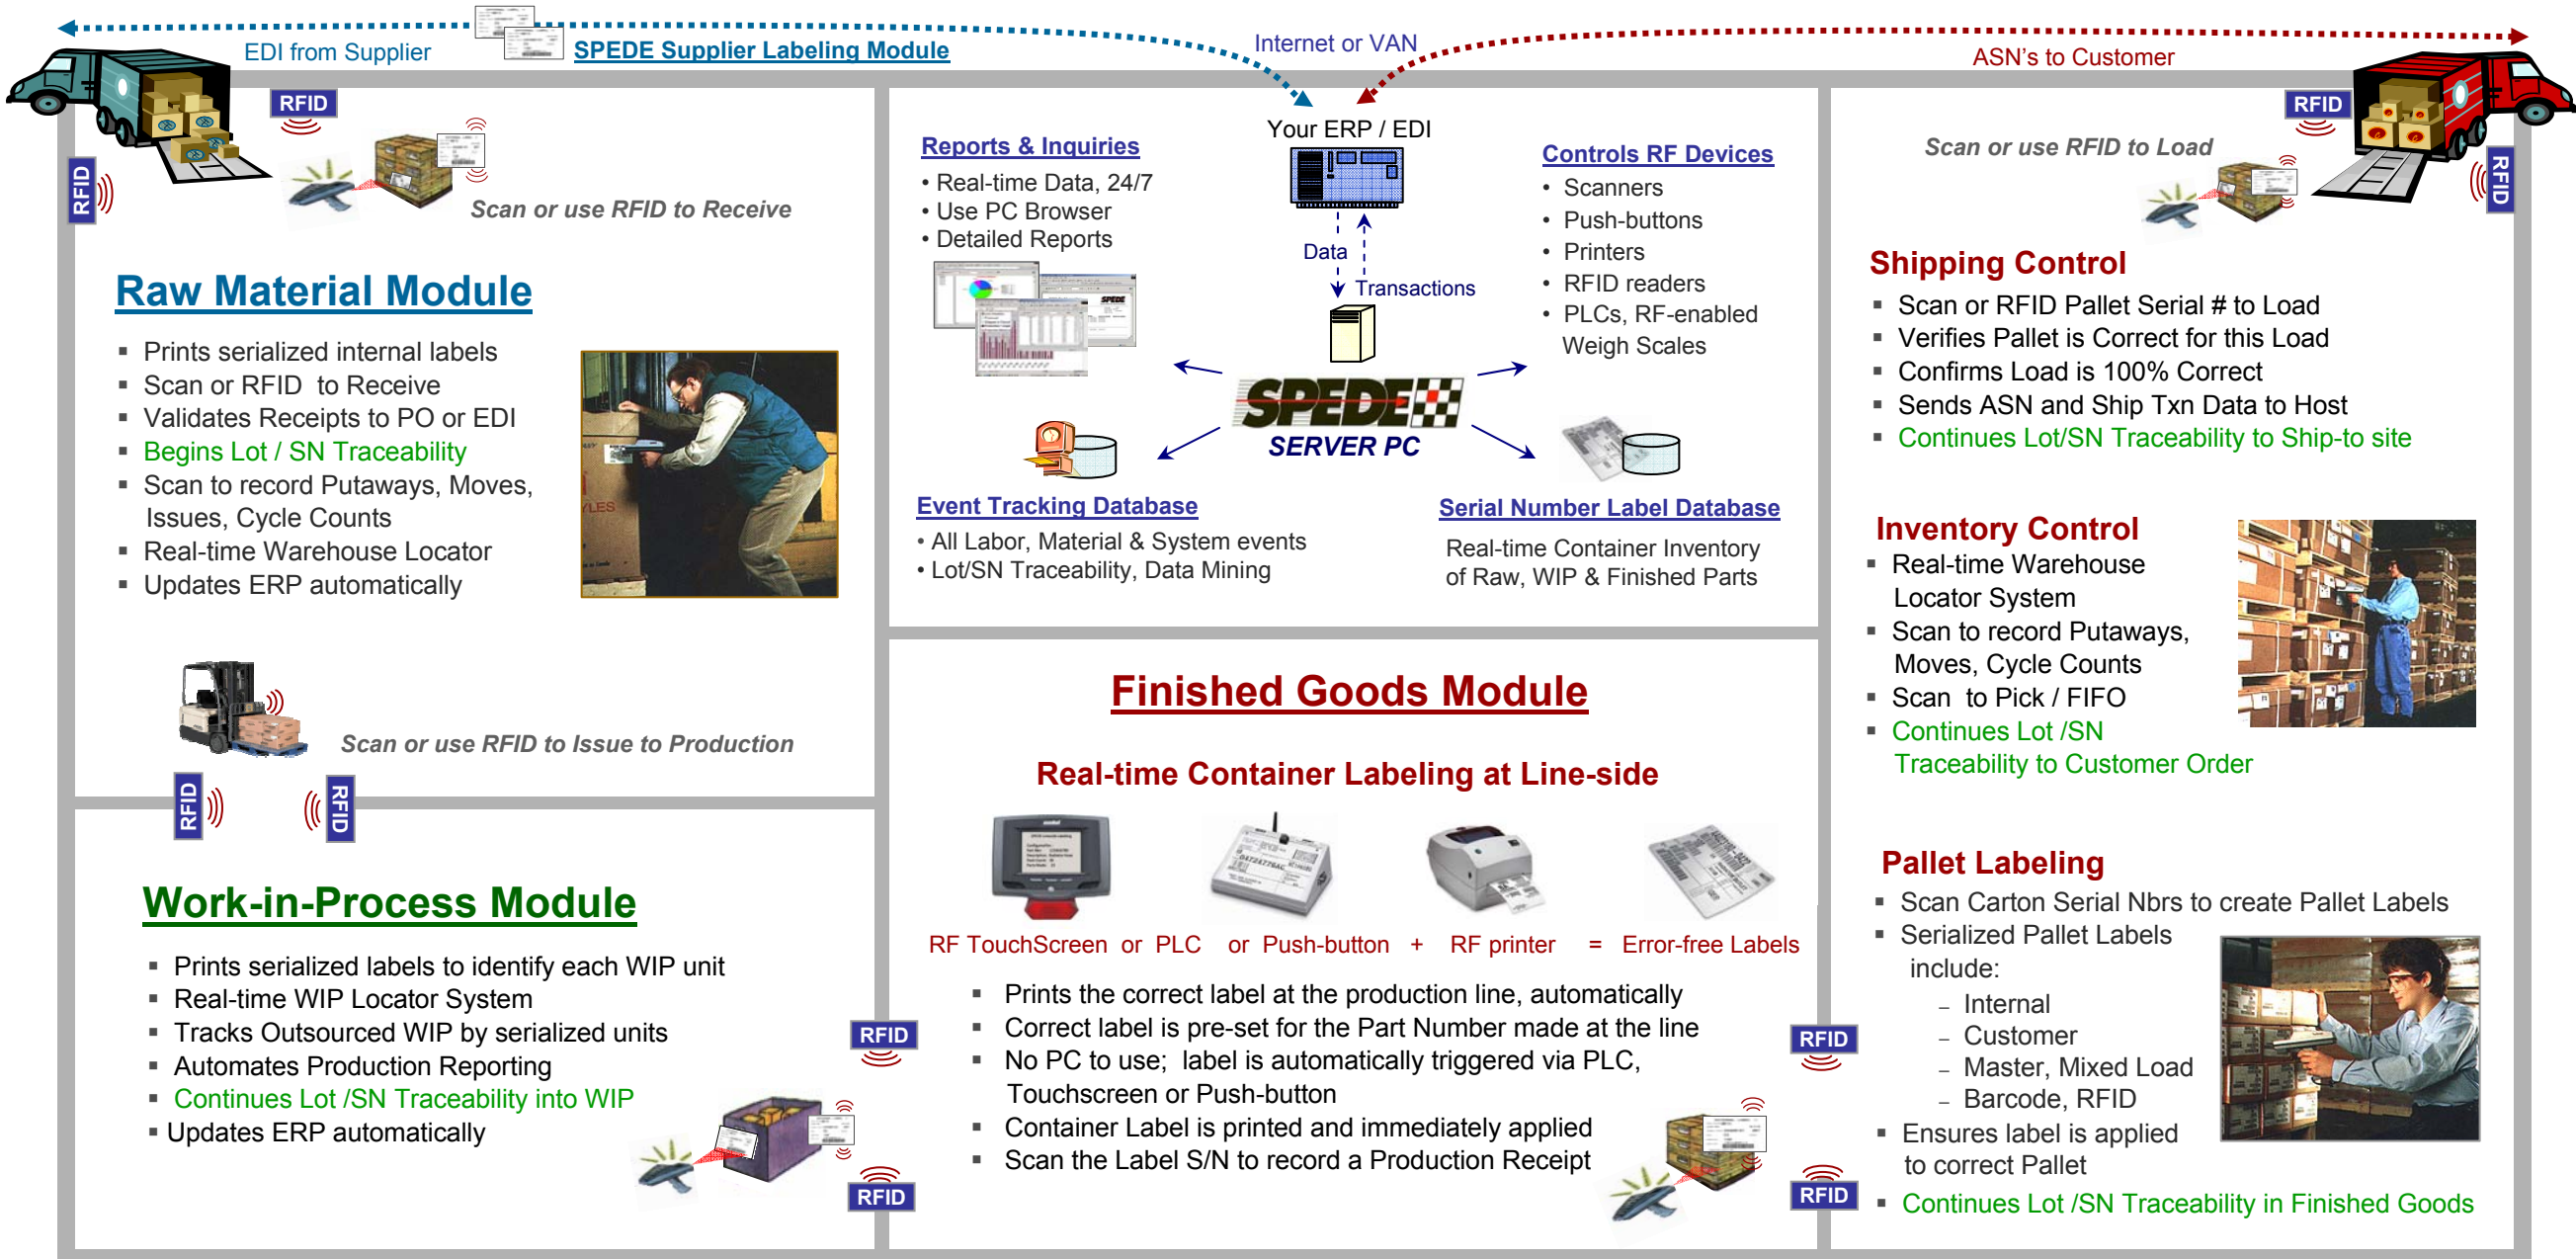 EDI from Supplier
SPEDE Supplier Labeling Module
Internet or VAN
ASN's to Customer
RFID
RFID
Scan or use RFID to Receive
Raw Material Module
▪ Prints serialized internal labels
▪ Scan or RFID to Receive
▪ Validates Receipts to PO or EDI
▪ Begins Lot / SN Traceability
▪ Scan to record Putaways, Moves,
Issues, Cycle Counts
▪ Real-time Warehouse Locator
▪ Updates ERP automatically
Scan or use RFID to Issue to Production
RFID
RFID
Work-in-Process Module
▪ Prints serialized labels to identify each WIP unit
▪ Real-time WIP Locator System
▪ Tracks Outsourced WIP by serialized units
▪ Automates Production Reporting
▪ Continues Lot /SN Traceability into WIP
▪ Updates ERP automatically
RFID
RFID
Your ERP / EDI
Reports & Inquiries
• Real-time Data, 24/7
• Use PC Browser
• Detailed Reports
SPEDE
Data
Transactions
Controls RF Devices
• Scanners
• Push-buttons
• Printers
• RFID readers
• PLCs, RF-enabled
Weigh Scales
SPEDE
SERVER PC
Event Tracking Database
• All Labor, Material & System events
• Lot/SN Traceability, Data Mining
Serial Number Label Database
Real-time Container Inventory
of Raw, WIP & Finished Parts
Finished Goods Module
Real-time Container Labeling at Line-side
RF TouchScreen or PLC or Push-button + RF printer = Error-free Labels
▪ Prints the correct label at the production line, automatically
▪ Correct label is pre-set for the Part Number made at the line
▪ No PC to use; label is automatically triggered via PLC,
Touchscreen or Push-button
▪ Container Label is printed and immediately applied
▪ Scan the Label S/N to record a Production Receipt
RFID
RFID
RFID
RFID
Scan or use RFID to Load
Shipping Control
▪ Scan or RFID Pallet Serial # to Load
▪ Verifies Pallet is Correct for this Load
▪ Confirms Load is 100% Correct
▪ Sends ASN and Ship Txn Data to Host
▪ Continues Lot/SN Traceability to Ship-to site
Inventory Control
▪ Real-time Warehouse
Locator System
▪ Scan to record Putaways,
Moves, Cycle Counts
▪ Scan to Pick / FIFO
▪ Continues Lot /SN
Traceability to Customer Order
Pallet Labeling
▪ Scan Carton Serial Nbrs to create Pallet Labels
▪ Serialized Pallet Labels
include:
– Internal
– Customer
– Master, Mixed Load
– Barcode, RFID
▪ Ensures label is applied
to correct Pallet
▪ Continues Lot /SN Traceability in Finished Goods